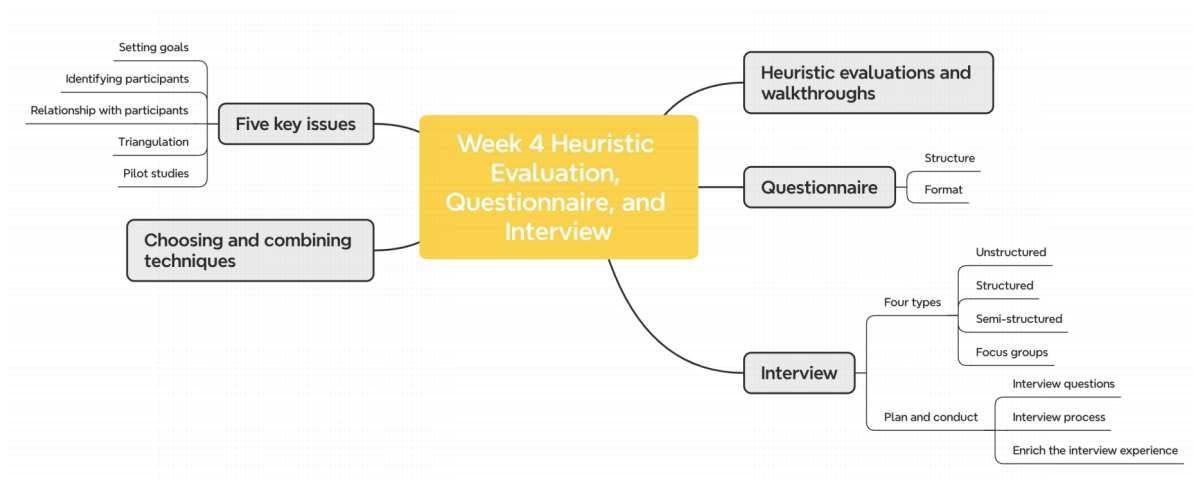 Week 4 Heuristic
Evaluation,
Questionnaire, and
Interview
Heuristic evaluations and
walkthroughs
Questionnaire
Structure
Format
Interview
Four types
Unstructured
Structured
Semi-structured
Focus groups
Plan and conduct
Interview questions
Interview process
Enrich the interview experience
Five key issues
Setting goals
Identifying participants
Relationship with participants
Triangulation
Pilot studies
Choosing and combining
techniques